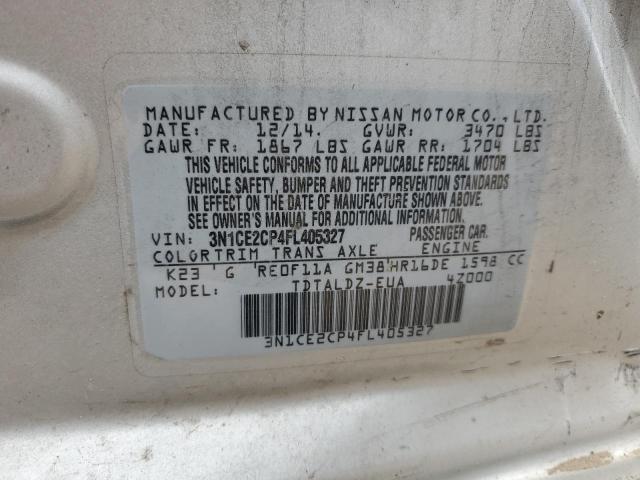 MANUFACTURED BY NISSAN MOTOR CO., LTD.
DATE: 12/14. GVWR: 3470 LBS
GAWR FR: 1867 LBS GAWR RR: 1704 LBS
THIS VEHICLE CONFORMS TO ALL APPLICABLE FEDERAL MOTOR
VEHICLE SAFETY, BUMPER AND THEFT PREVENTION STANDARDS
IN EFFECT ON THE DATE OF MANUFACTURE SHOWN ABOVE.
SEE OWNER'S MANUAL FOR ADDITIONAL INFORMATION.
VIN: 3N1CE2CP4FL405327 PASSENGER CAR.
COLOR TRIM TRANS AXLE ENGINE
K23 G RE0F11A GM38 HR16DE 1598 CC
MODEL: TDTALDZ-EUA 4Z000
3N1CE2CP4FL405327